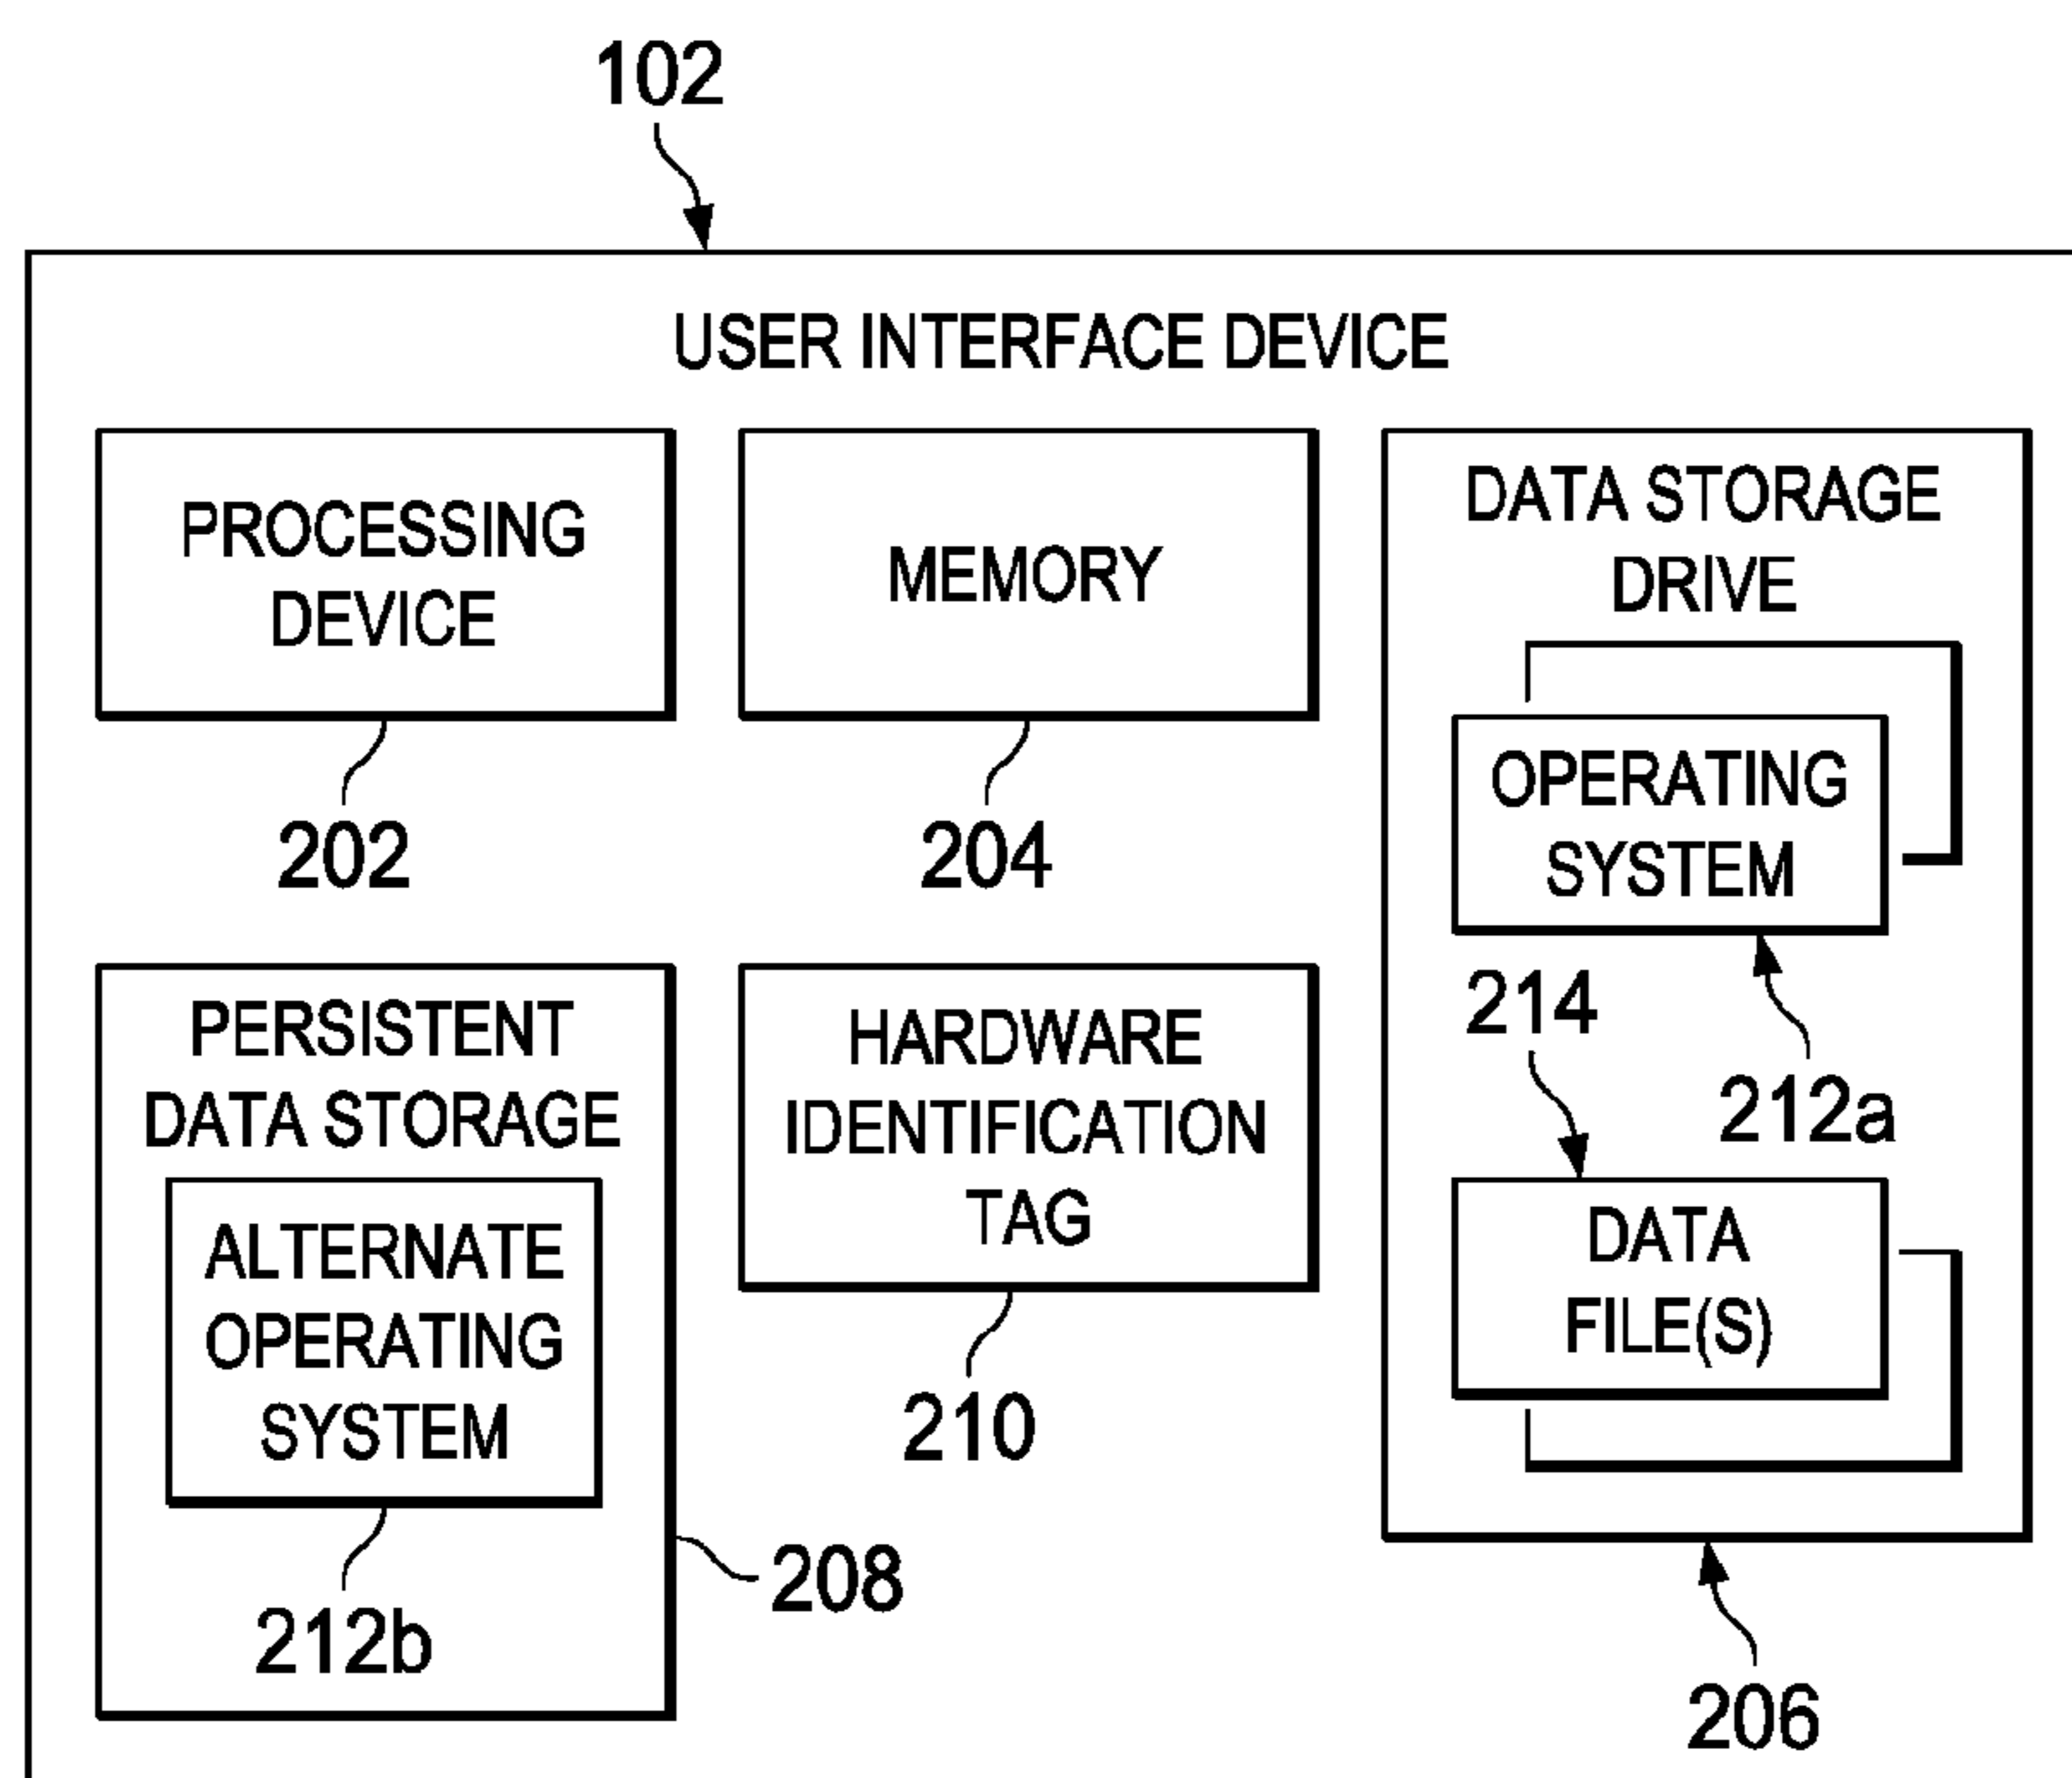 102
USER INTERFACE DEVICE
PROCESSING
DEVICE
202
MEMORY
204
DATA STORAGE
DRIVE
OPERATING
SYSTEM
212a
214
DATA
FILE(S)
206
PERSISTENT
DATA STORAGE
ALTERNATE
OPERATING
SYSTEM
212b
208
HARDWARE
IDENTIFICATION
TAG
210